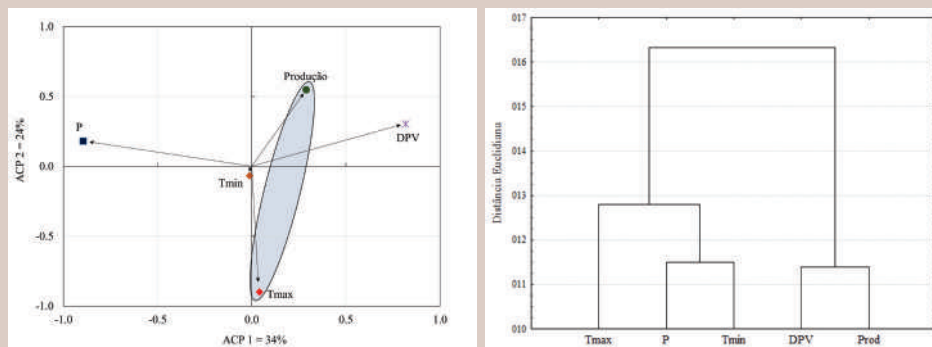 1.0
0.5
0.0
-0.5
-1.0
ACP 2 = 24%
Produção
P
DPV
Tmin
Tmax
-1.0 -0.5 0.0 0.5 1.0
ACP 1 = 34%
017
016
015
014
013
012
011
010
Distância Euclidiana
Tmax P Tmin DPV Prod